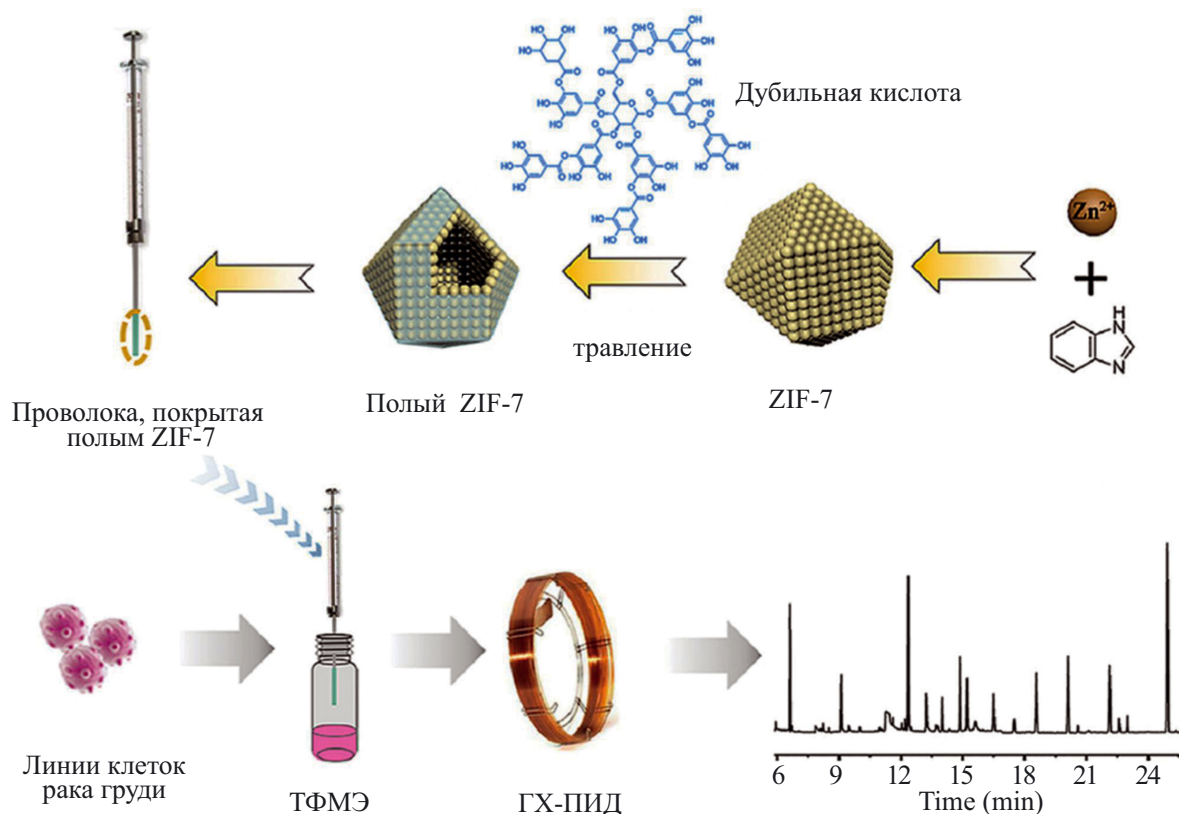 Дубильная кислота
Zn²⁺
+
H
N
N
травление
Полый ZIF-7
ZIF-7
Проволока, покрытая
полым ZIF-7
Линии клеток
рака груди
ТФМЭ
ГХ-ПИД
6 9 12 15 18 21 24
Time (min)